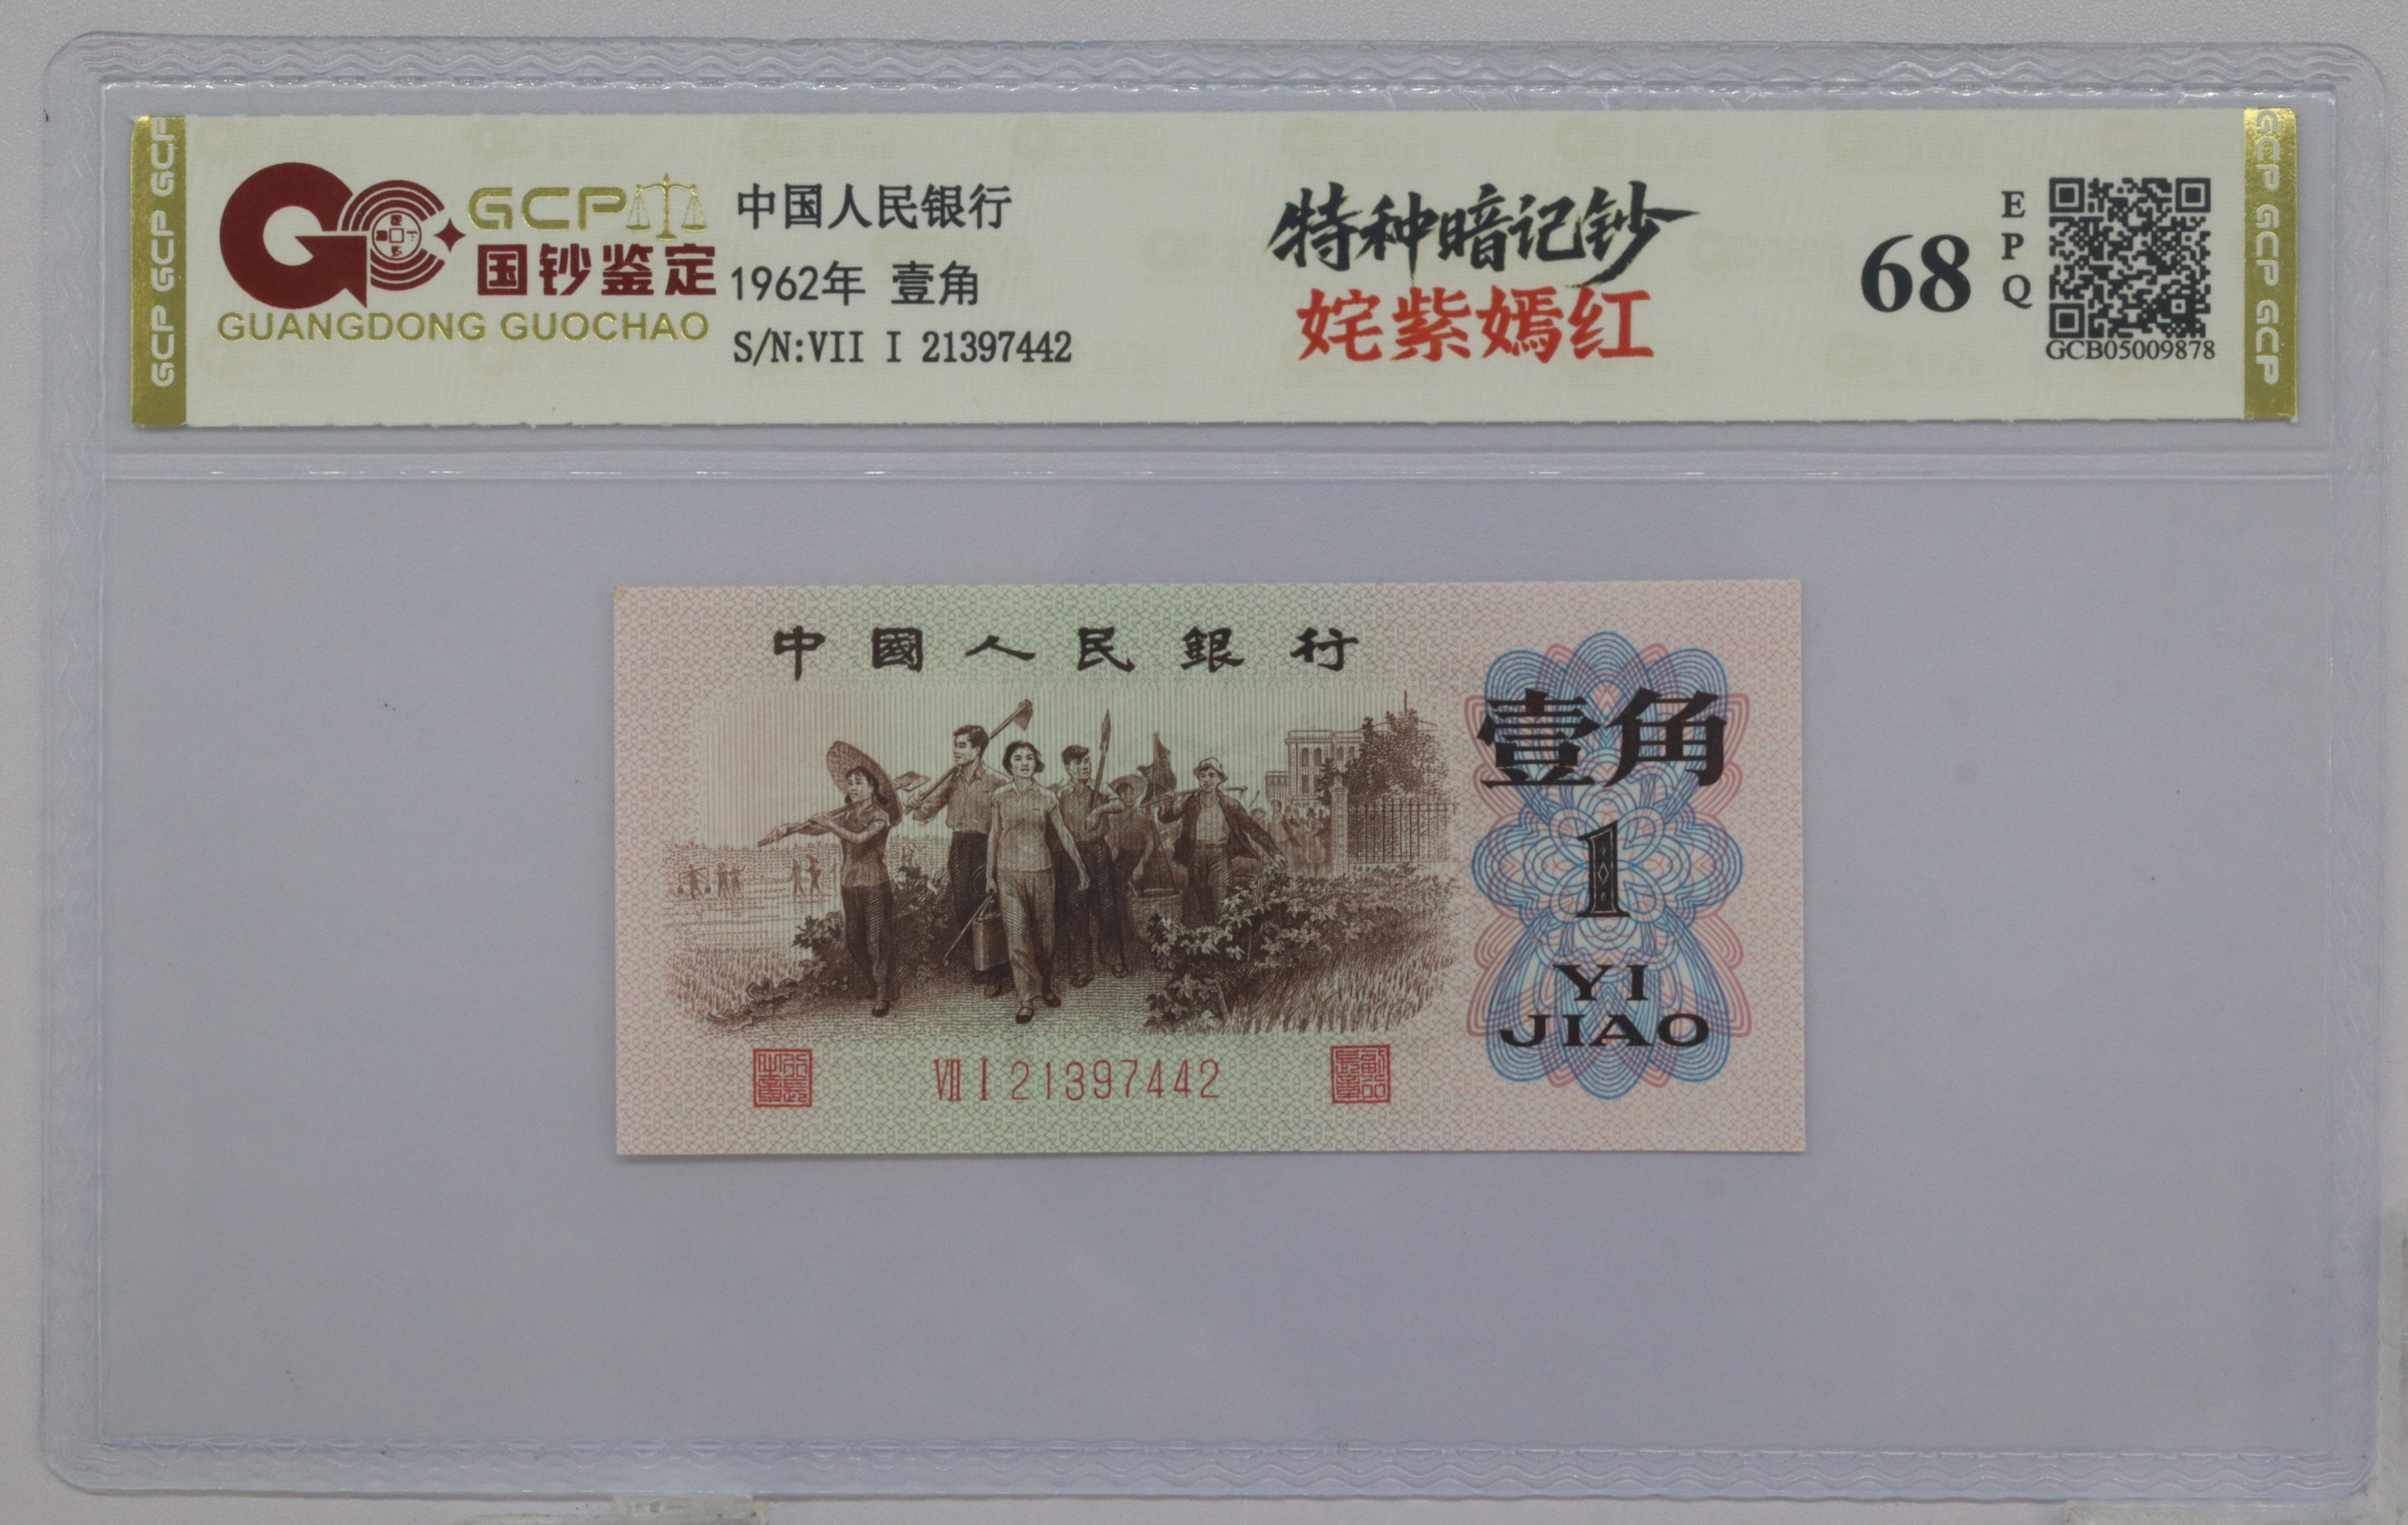 GCP
国钞鉴定
GUANGDONG GUOCHAO
中国人民银行
1962年 壹角
S/N:VII I 21397442
特种暗记钞
姹紫嫣红
68
EPQ
GCB05009878
GCP GCP GCP
GCP GCP GCP
中國人民銀行
壹角
1
YI
JIAO
VII I 21397442